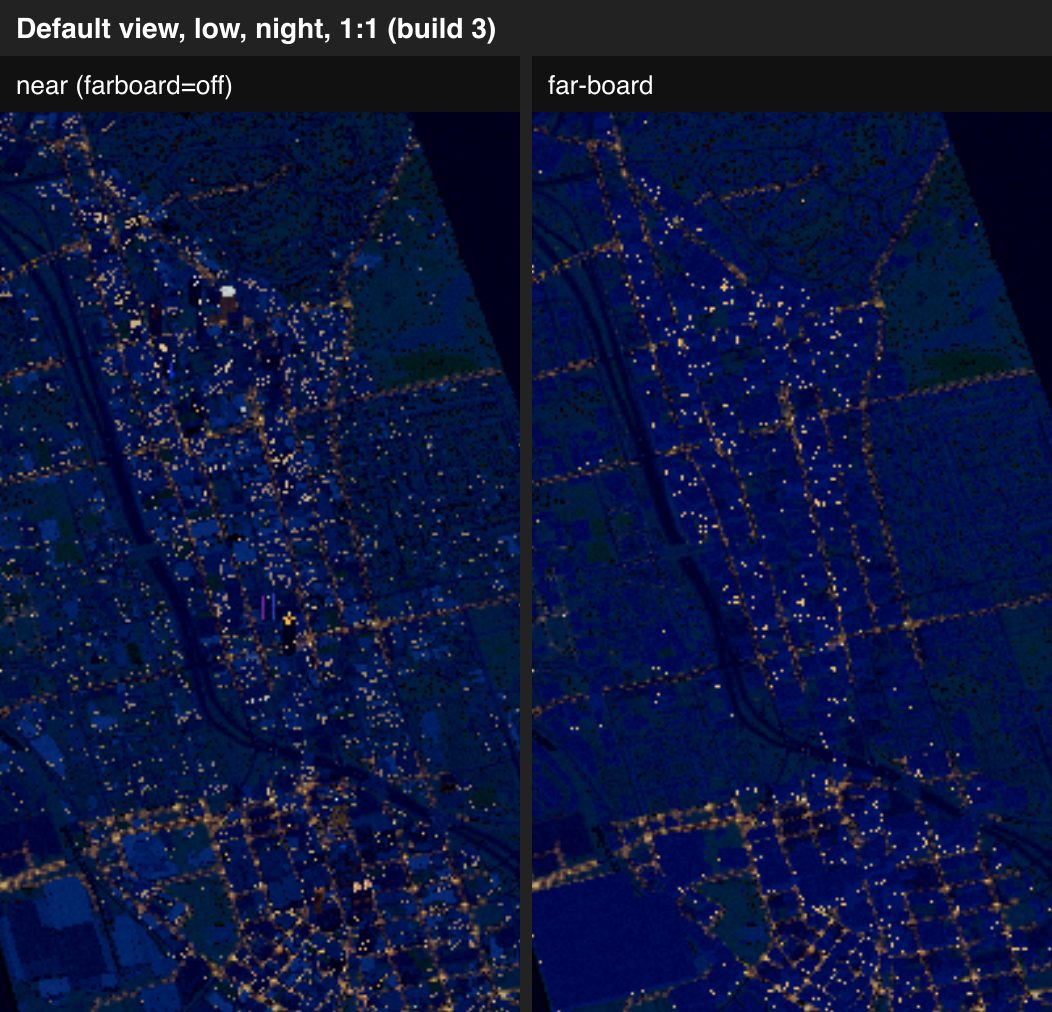 Default view, low, night, 1:1 (build 3)
near (farboard=off)
far-board